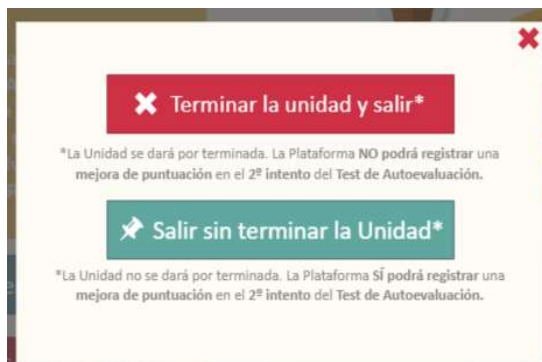 Terminar la unidad y salir*
*La Unidad se dará por terminada. La Plataforma NO podrá registrar una
mejora de puntuación en el 2º intento del Test de Autoevaluación.
Salir sin terminar la Unidad*
*La Unidad no se dará por terminada. La Plataforma SÍ podrá registrar una
mejora de puntuación en el 2º intento del Test de Autoevaluación.